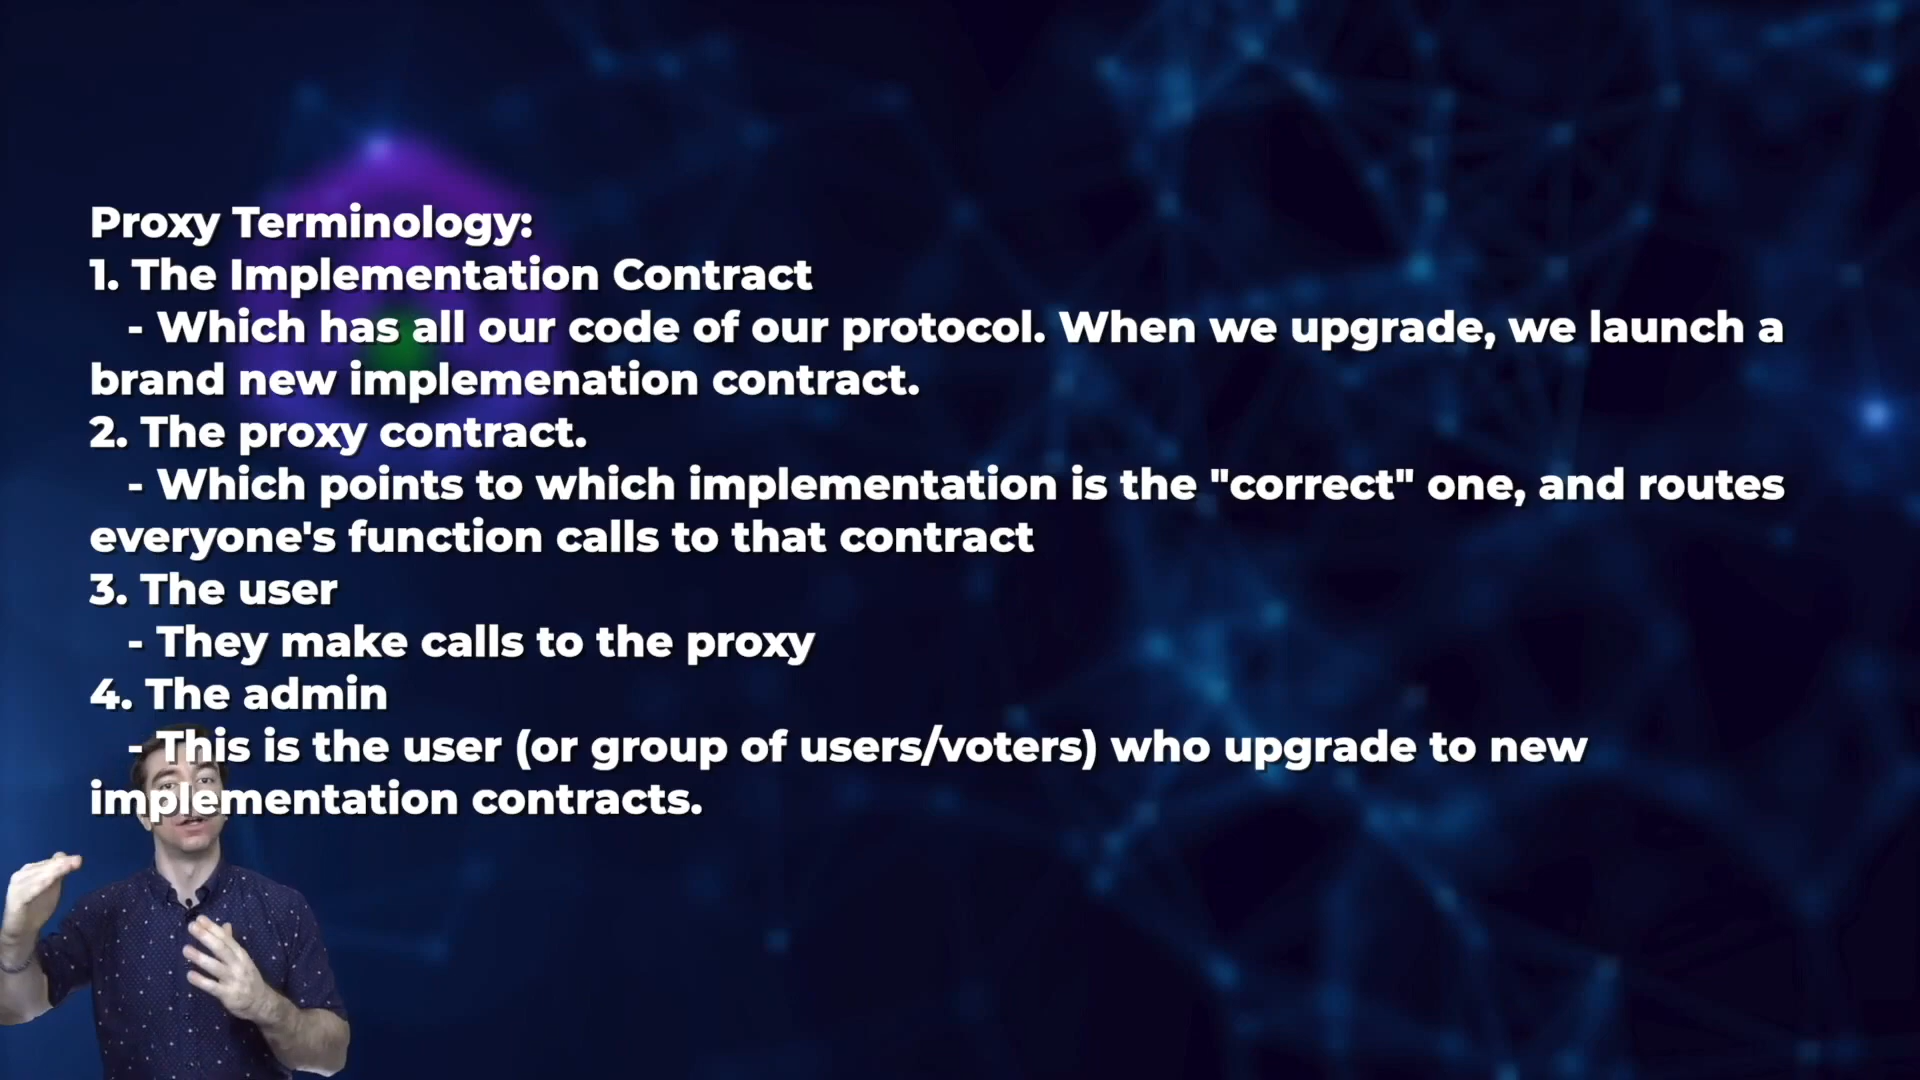 Proxy Terminology:
1. The Implementation Contract
- Which has all our code of our protocol. When we upgrade, we launch a
brand new implemenation contract.
2. The proxy contract.
- Which points to which implementation is the "correct" one, and routes
everyone's function calls to that contract
3. The user
- They make calls to the proxy
4. The admin
- This is the user (or group of users/voters) who upgrade to new
implementation contracts.